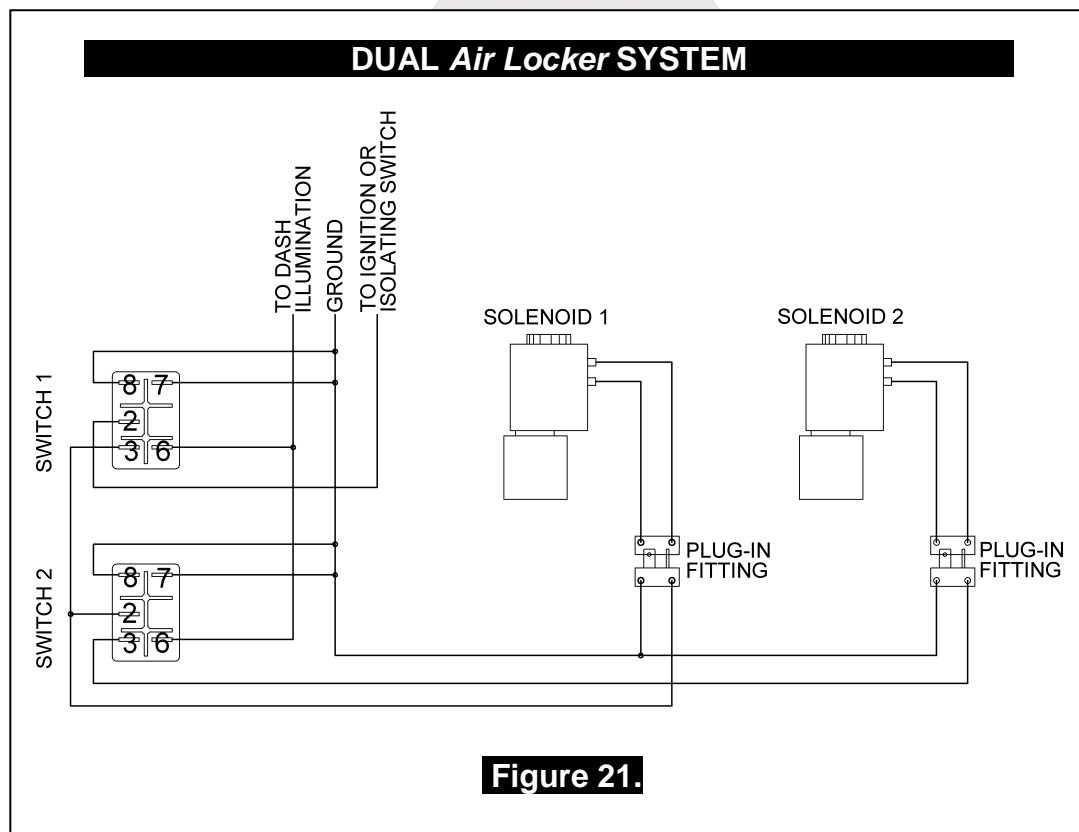 DUAL Air Locker SYSTEM
TO DASH
ILLUMINATION
GROUND
TO IGNITION OR
ISOLATING SWITCH
SOLENOID 1
SOLENOID 2
SWITCH 1
8 7
2
3 6
PLUG-IN
FITTING
PLUG-IN
FITTING
SWITCH 2
8 7
2
3 6
Figure 21.